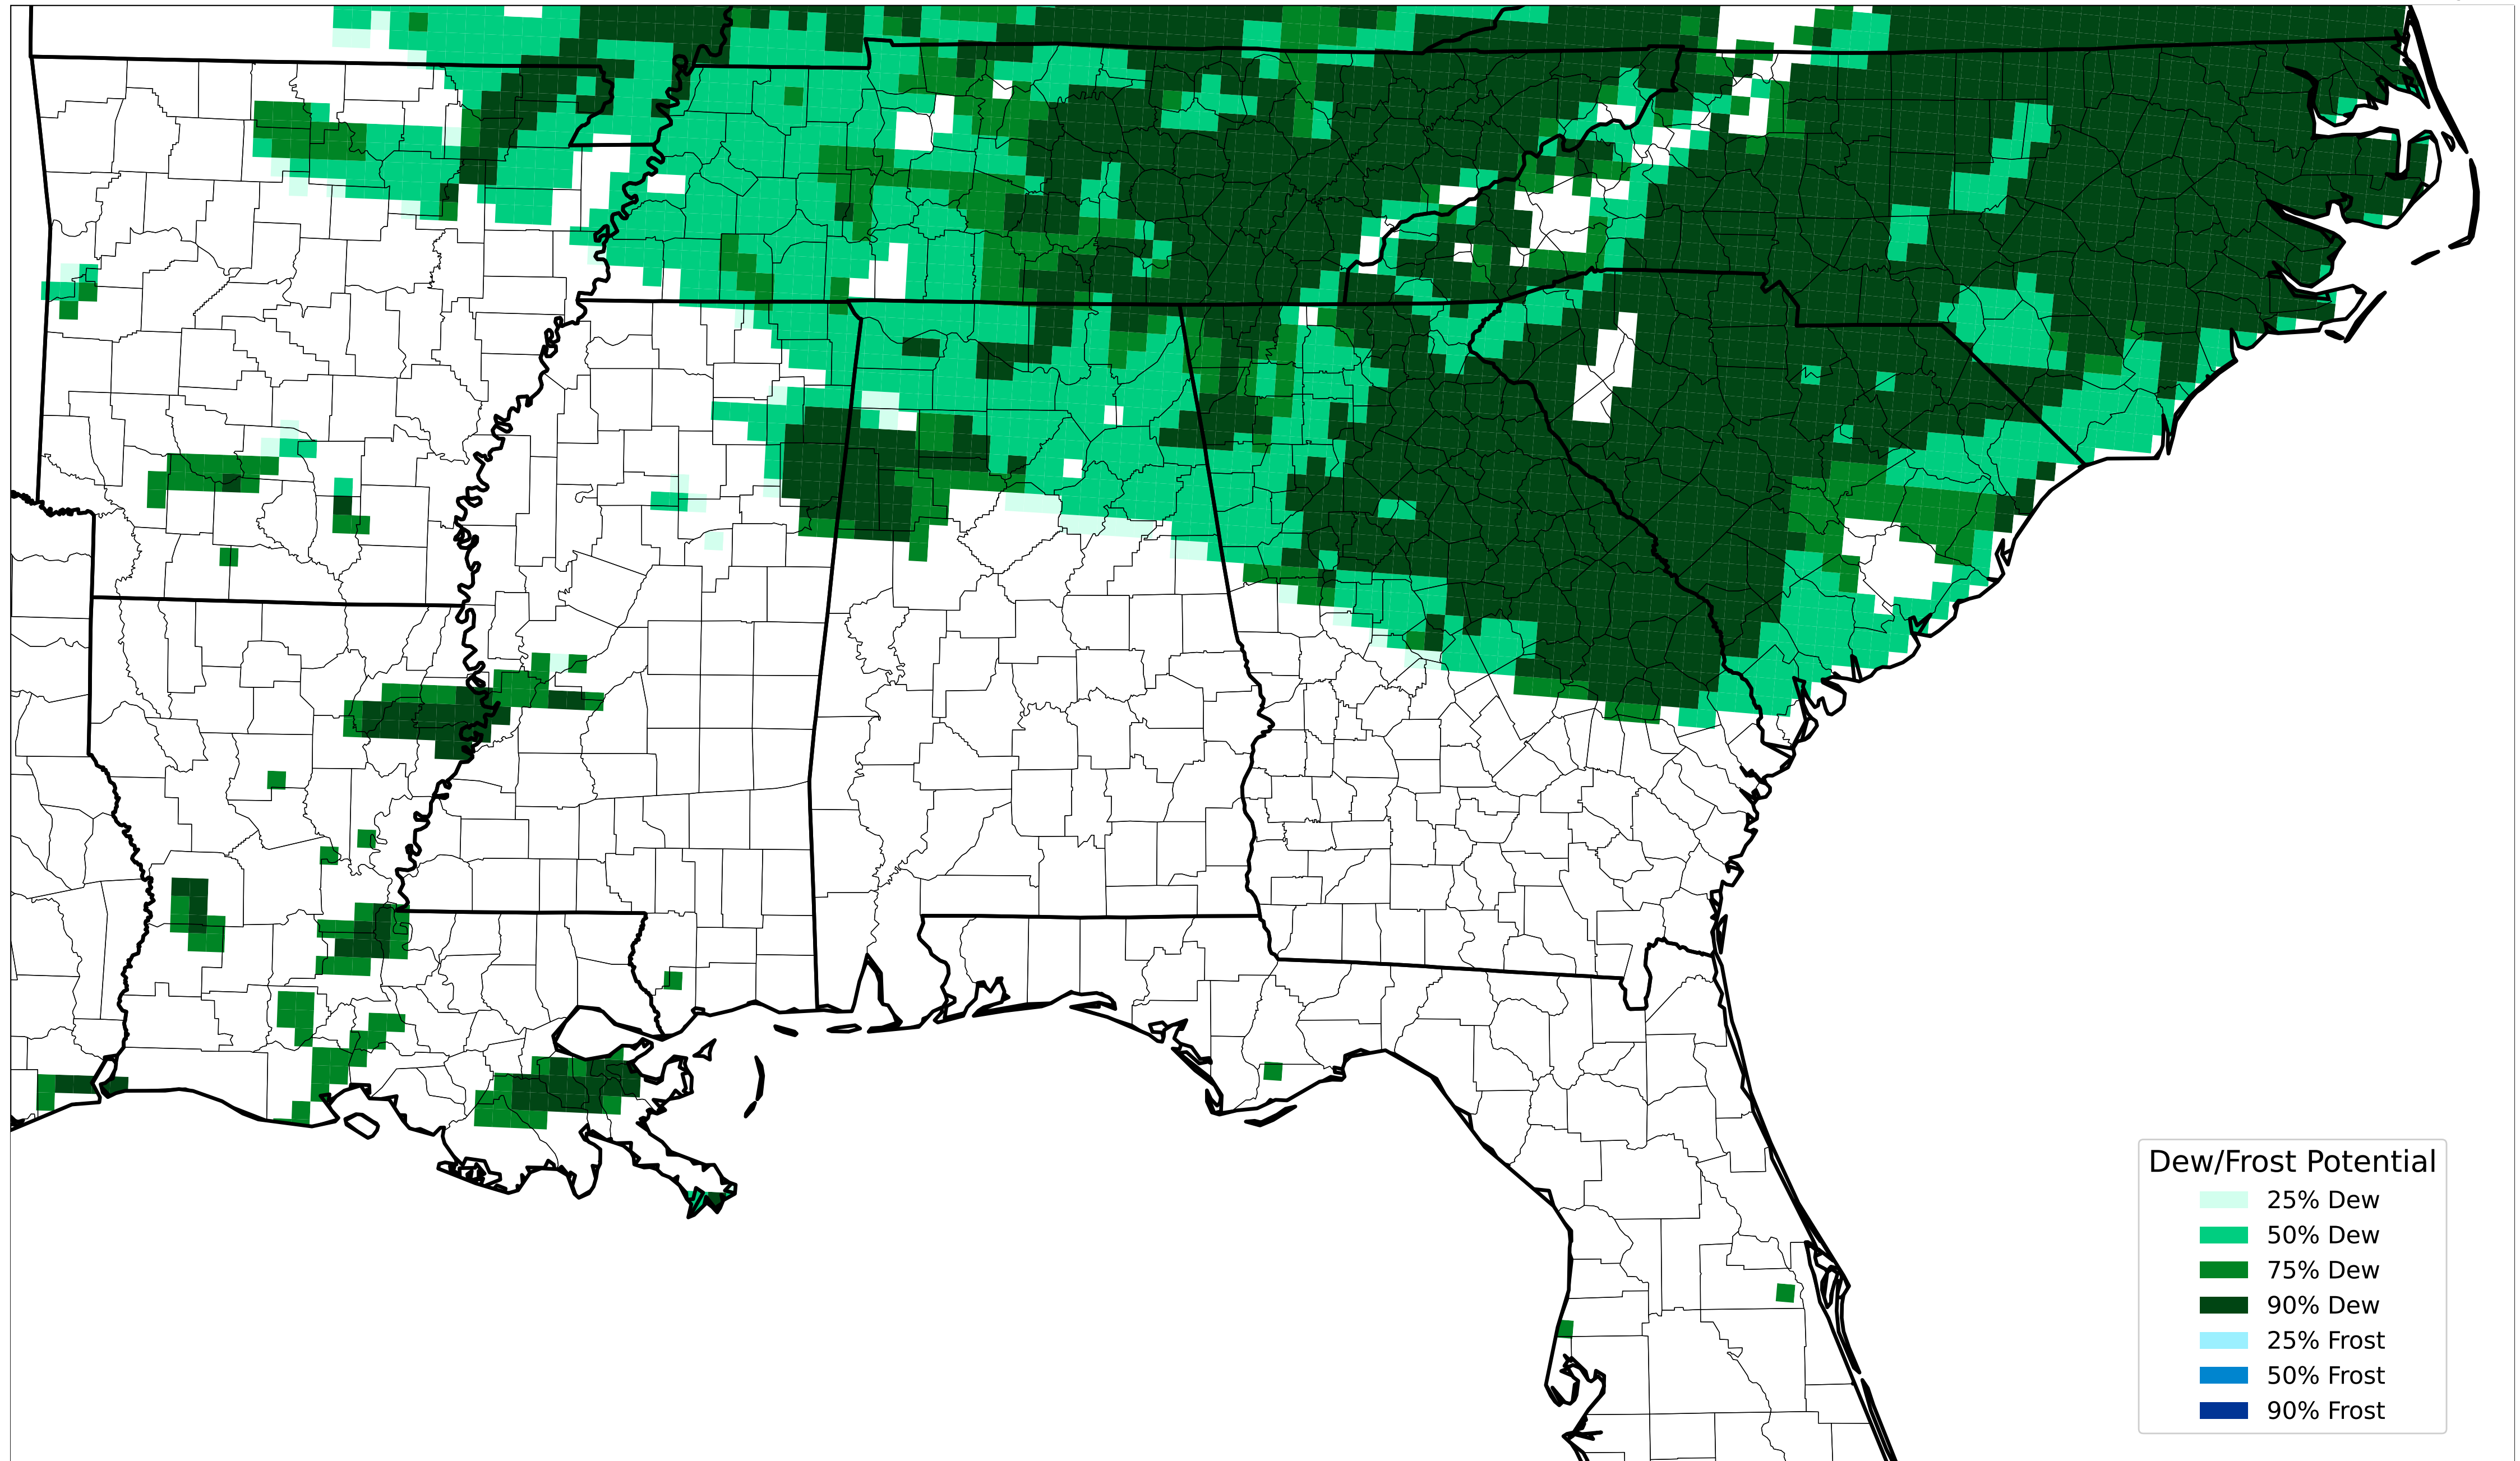 Dew/Frost Potential
25% Dew
50% Dew
75% Dew
90% Dew
25% Frost
50% Frost
90% Frost